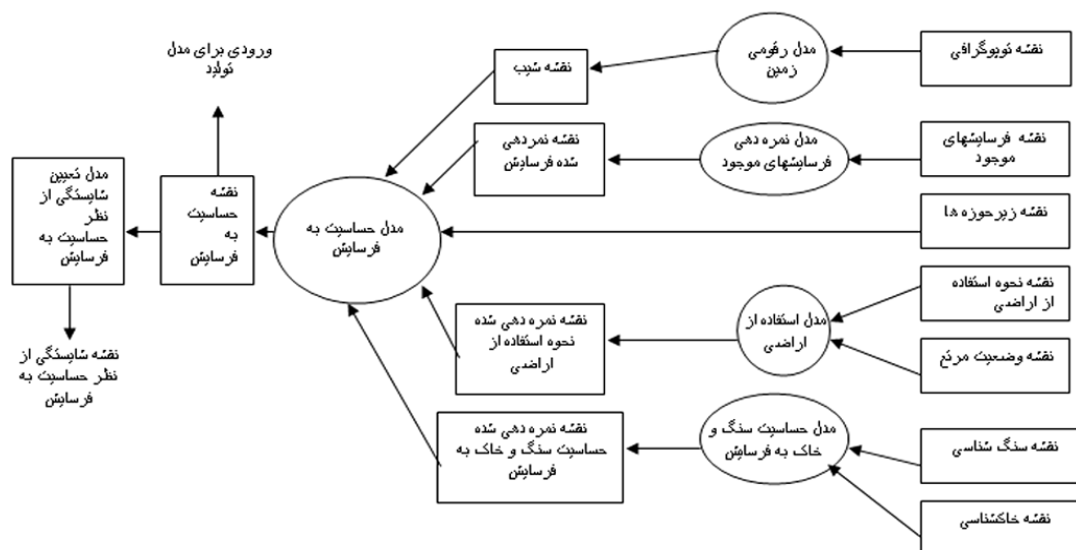 نقشه توپوگرافی
مدل رقومی
زمین
نقشه شیب
ورودی برای مدل
تولید
نقشه فرسایشهای
موجود
مدل نمره دهی
فرسایشهای موجود
نقشه نمردهی
شده فرسایش
نقشه زیرحوزه ها
مدل حساسیت به
فرسایش
نقشه
حساسیت
به
فرسایش
مدل تعیین
شایستگی از
نظر
حساسیت به
فرسایش
نقشه نحوه استفاده
از اراضی
نقشه وضعیت مرتع
مدل استفاده از
اراضی
نقشه نمره دهی شده
نحوه استفاده از
اراضی
نقشه شایستگی از
نظر حساسیت به
فرسایش
نقشه سنگ شناسی
نقشه خاکشناسی
مدل حساسیت سنگ و
خاک به فرسایش
نقشه نمره دهی شده
حساسیت سنگ و خاک به
فرسایش